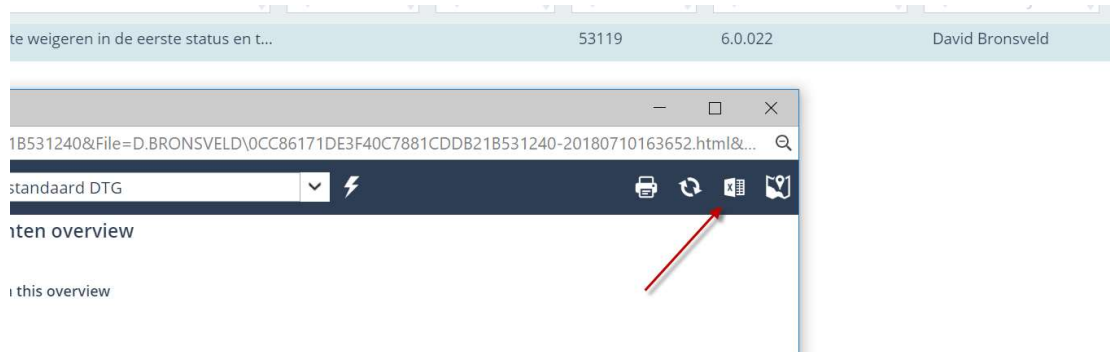 te weigeren in de eerste status en t... 53119 6.0.022 David Bronsveld
1B531240&File=D.BRONSVELD\0CC86171DE3F40C7881CDDB21B531240-20180710163652.html&...
standaard DTG
nten overview
this overview